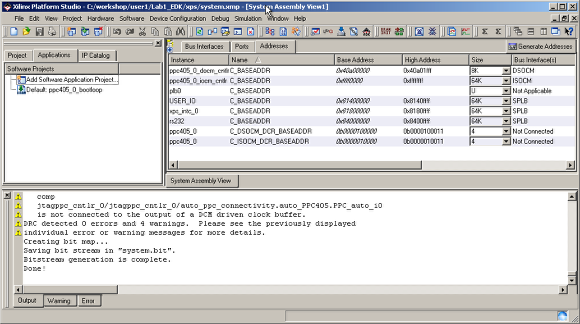 Xilinx Platform Studio - C:/workshop/user1/Lab1_EDK/xps/system.xmp - [System Assembly View1]
File Edit View Project Hardware Software Device Configuration Debug Simulation Window Help
Project Applications IP Catalog
Software Projects
Add Software Application Project...
Default: ppc405_0_bootloop
Bus Interfaces Ports Addresses Generate Addresses
Instance Name Base Address High Address Size Bus Interface(s)
ppc405_0_docm_cntlr C_BASEADDR 0x40a00000 0x40a01fff 8K DSOCM
ppc405_0_iocm_cntlr C_BASEADDR 0xffff0000 0xffffffff 64K ISOCM
plb0 C_BASEADDR U Not Applicable
USER_IO C_BASEADDR 0x81400000 0x8140ffff 64K SPLB
xps_intc_0 C_BASEADDR 0x81800000 0x8180ffff 64K SPLB
rs232 C_BASEADDR 0x84000000 0x8400ffff 64K SPLB
ppc405_0 C_DSOCM_DCR_BASEADDR 0b0000100000 0b0000100011 4 Not Connected
ppc405_0 C_ISOCM_DCR_BASEADDR 0b0000010000 0b0000010011 4 Not Connected
System Assembly View
comp
jtagppc_cntlr_0/jtagppc_cntlr_0/auto_ppc_connectivity.auto_PPC405.PPC_auto_i0
is not connected to the output of a DCM driven clock buffer.
DRC detected 0 errors and 4 warnings. Please see the previously displayed
individual error or warning messages for more details.
Creating bit map...
Saving bit stream in "system.bit".
Bitstream generation is complete.
Done!
Output Warning Error